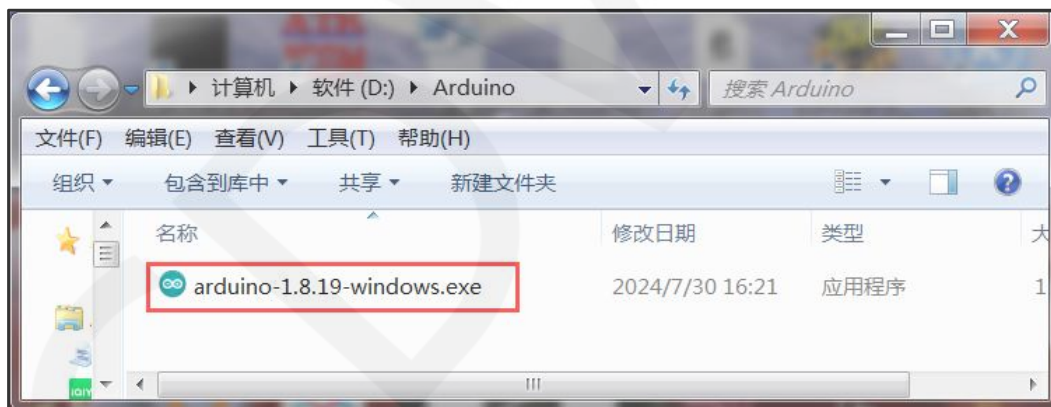 计算机 软件 (D:) Arduino 搜索 Arduino
文件(F) 编辑(E) 查看(V) 工具(T) 帮助(H)
组织 包含到库中 共享 新建文件夹
名称 修改日期 类型 大
arduino-1.8.19-windows.exe 2024/7/30 16:21 应用程序 1